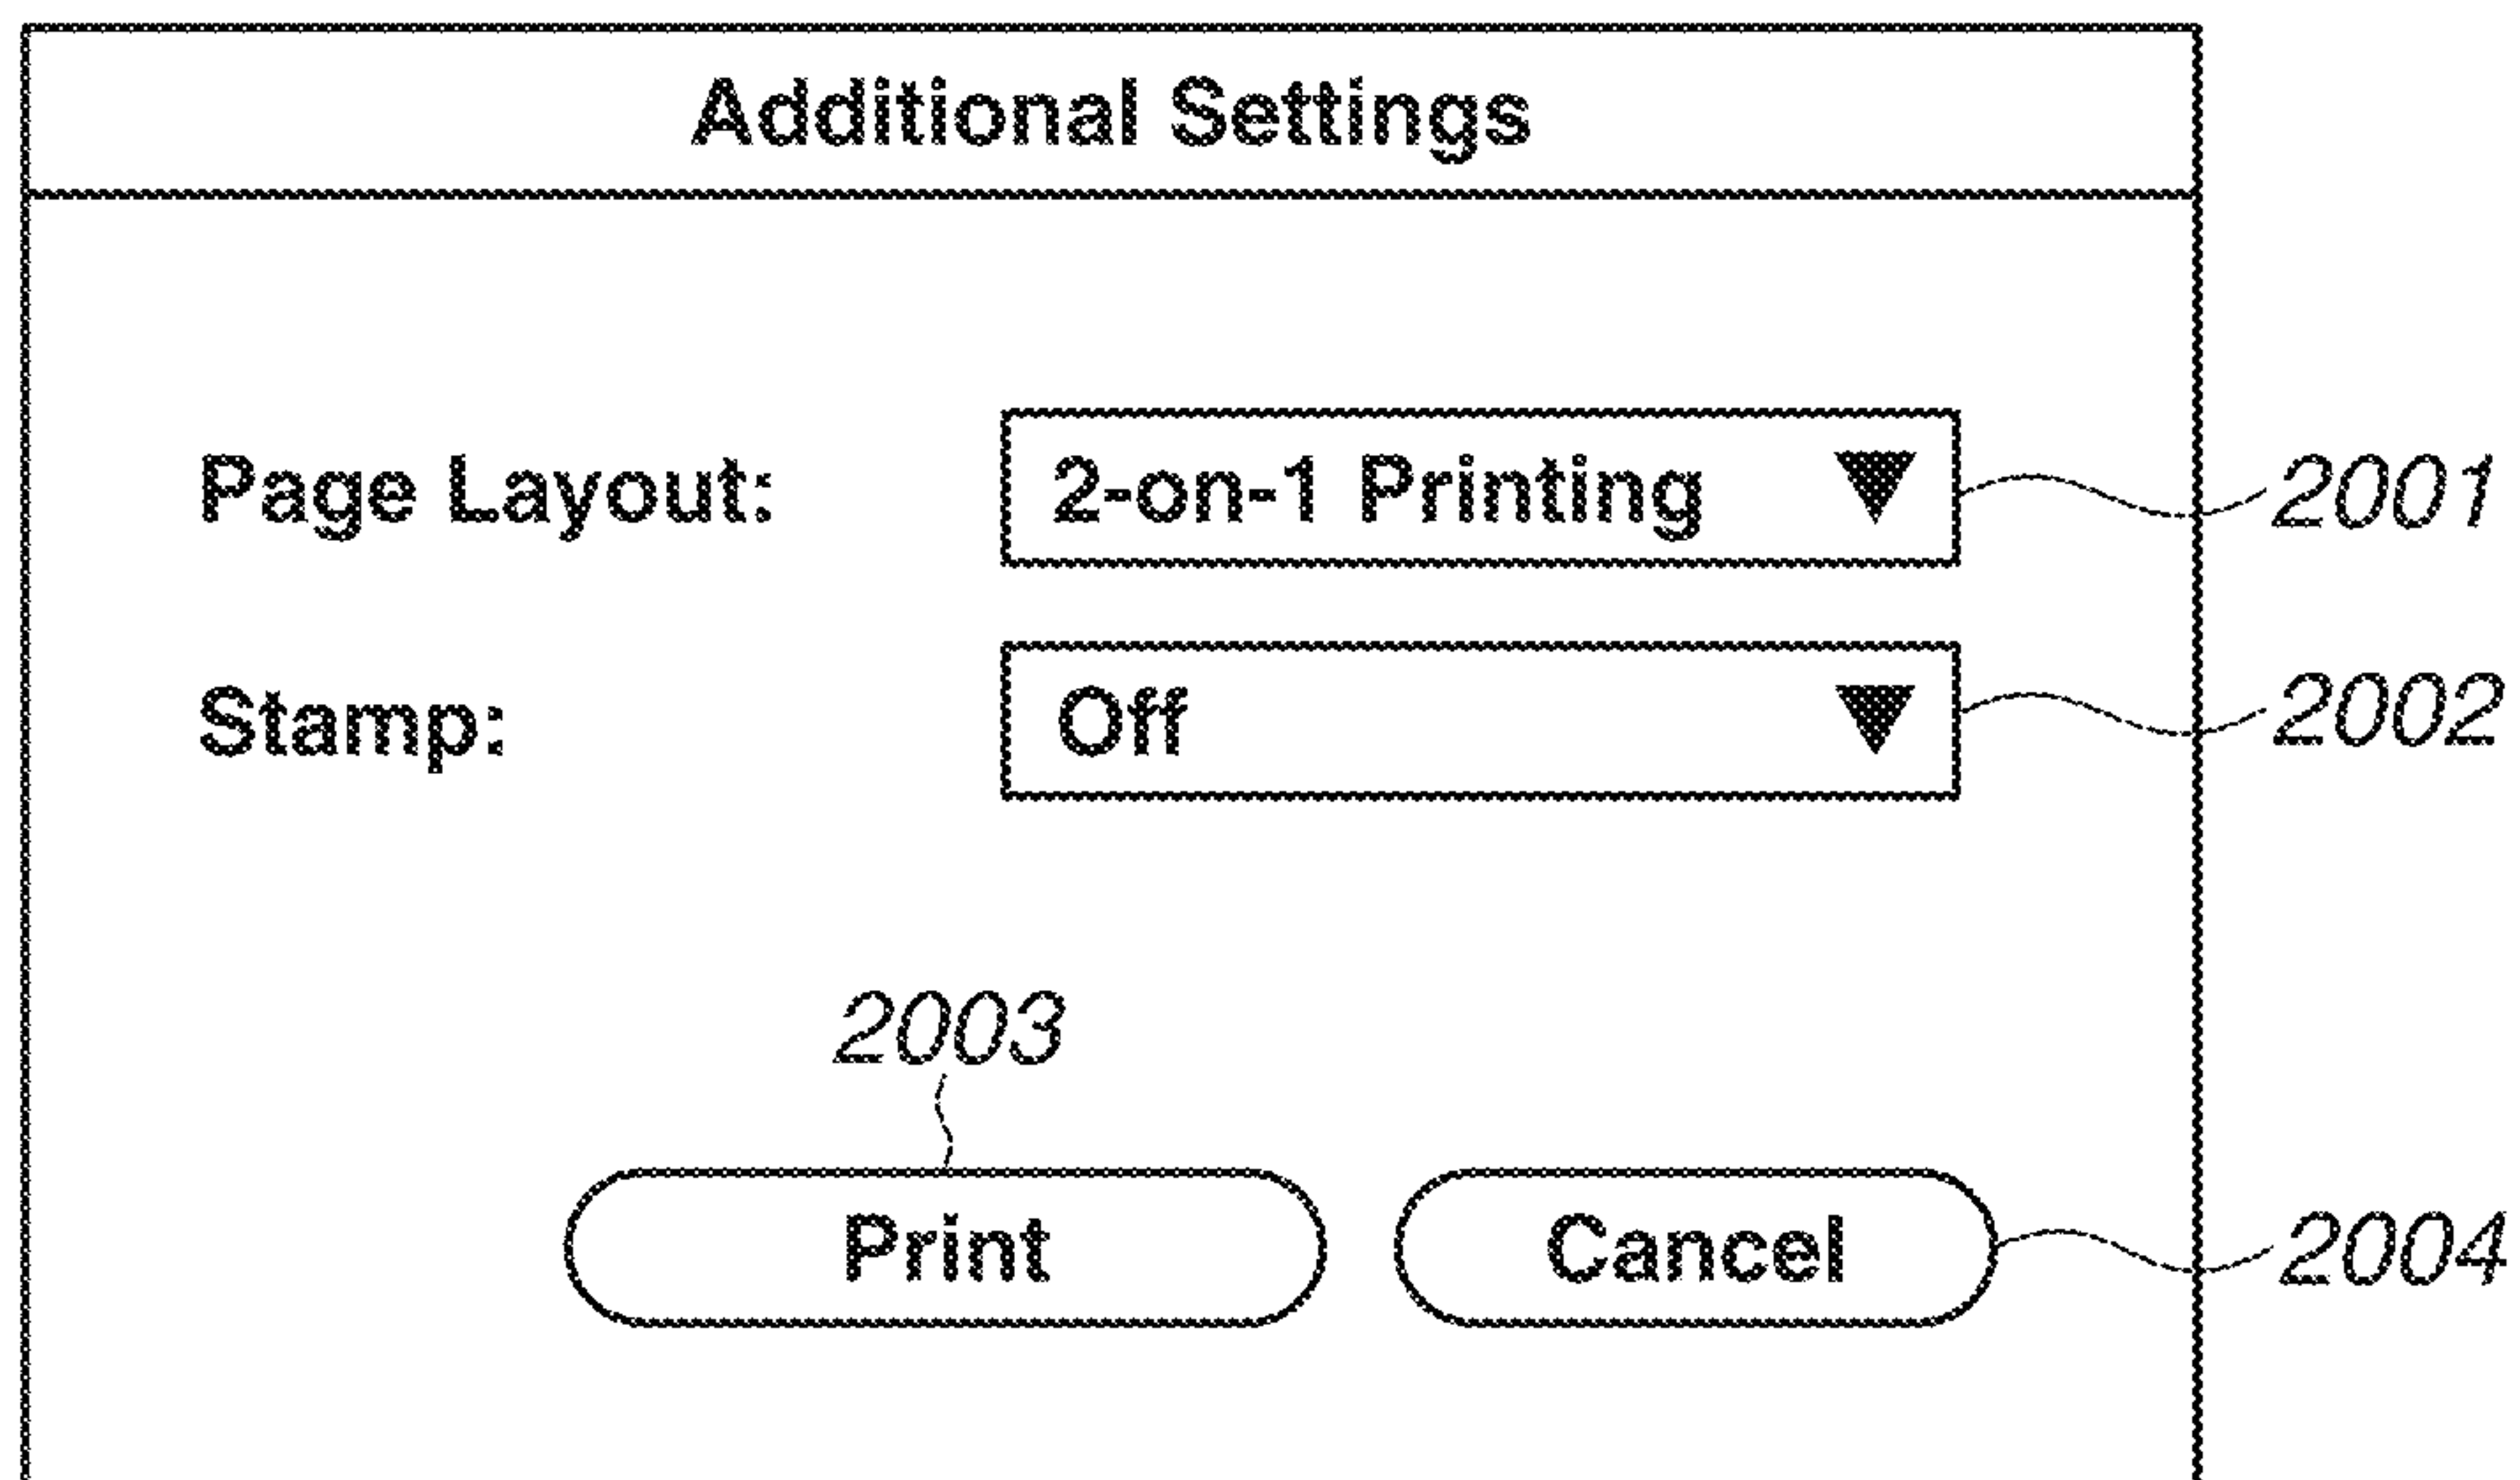 Additional Settings
Page Layout: 2-on-1 Printing 2001
Stamp: Off 2002
2003
Print Cancel 2004